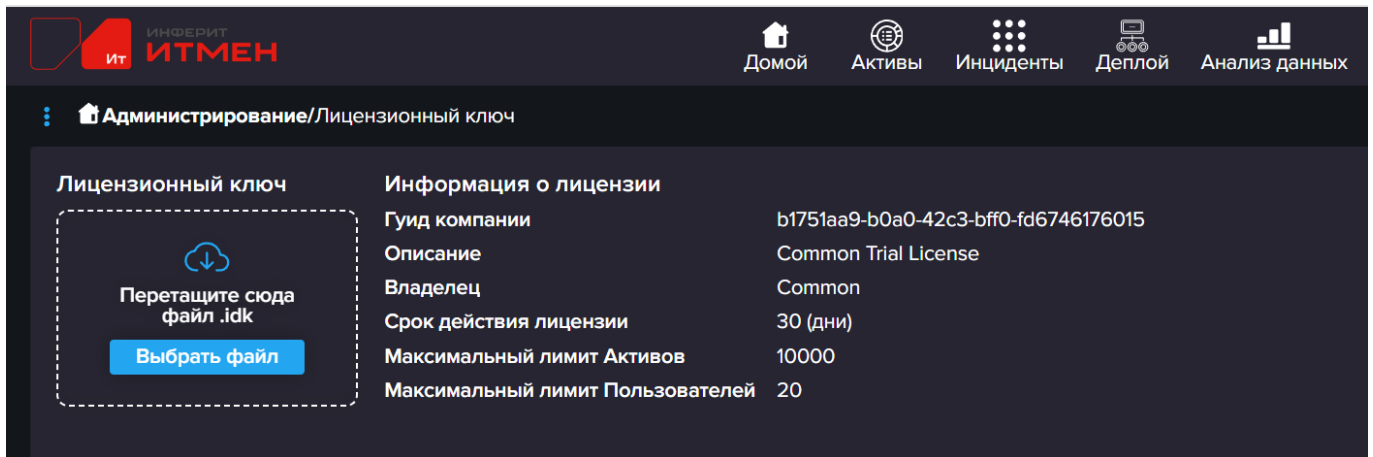 ИНФЕРИТ
Ит ИТМЕН
Домой Активы Инциденты Деплой Анализ данных
Администрирование/Лицензионный ключ
Лицензионный ключ
Перетащите сюда
файл .idk
Выбрать файл
Информация о лицензии
Гуид компании b1751aa9-b0a0-42c3-bff0-fd6746176015
Описание Common Trial License
Владелец Common
Срок действия лицензии 30 (дни)
Максимальный лимит Активов 10000
Максимальный лимит Пользователей 20